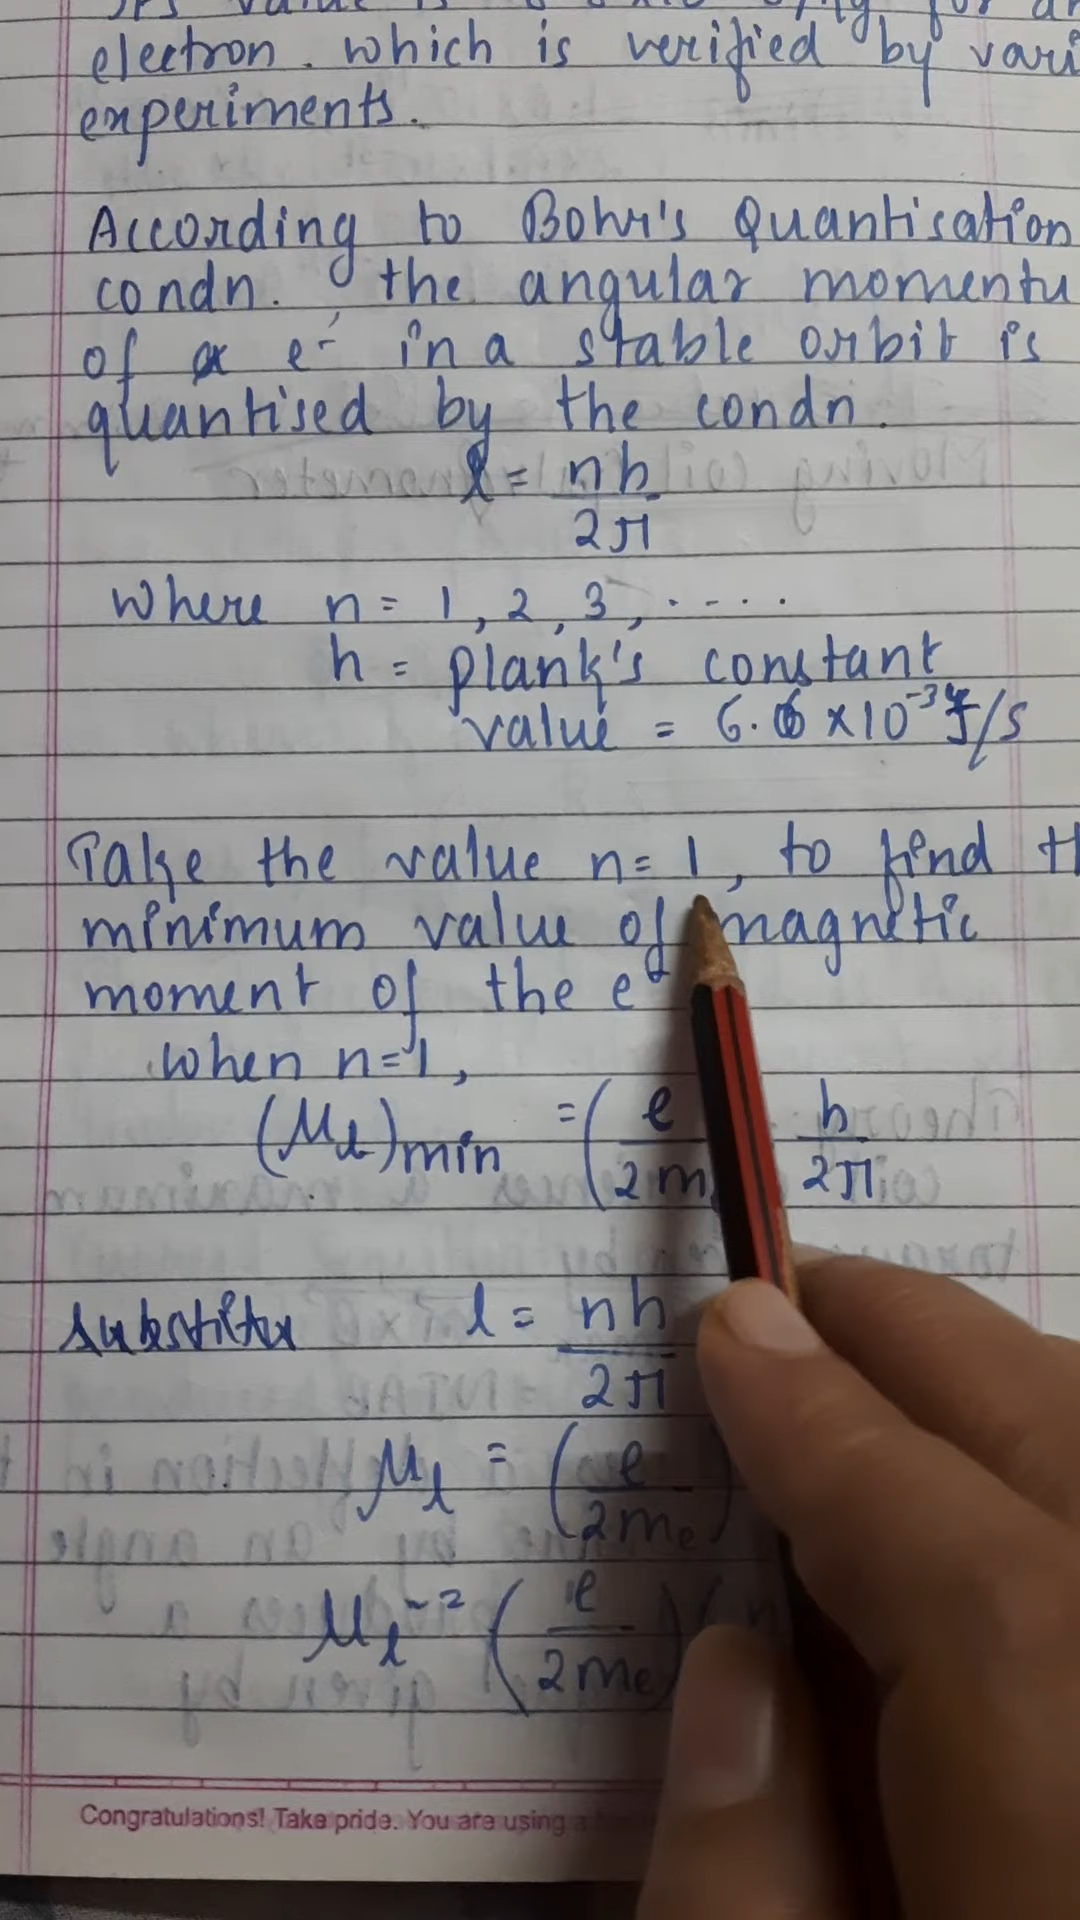 electron. which is verified by vari
experiments.
According to Bohr's Quantisation
condn. the angular momentu
of a e⁻ in a stable orbit is
quantised by the condn.
l = nh
2π
Where n = 1, 2, 3, .----
h = plank's constant
value = 6.6 ×10⁻³⁴ J/s
Take the value n=1, to find th
minimum value of magnetic
moment of the e
when n=1,
(μl)min = (e h
2m 2π
l = nh
2π
μl = (e
2me)
μl = (e
2me)
Congratulations! Take pride. You are using a